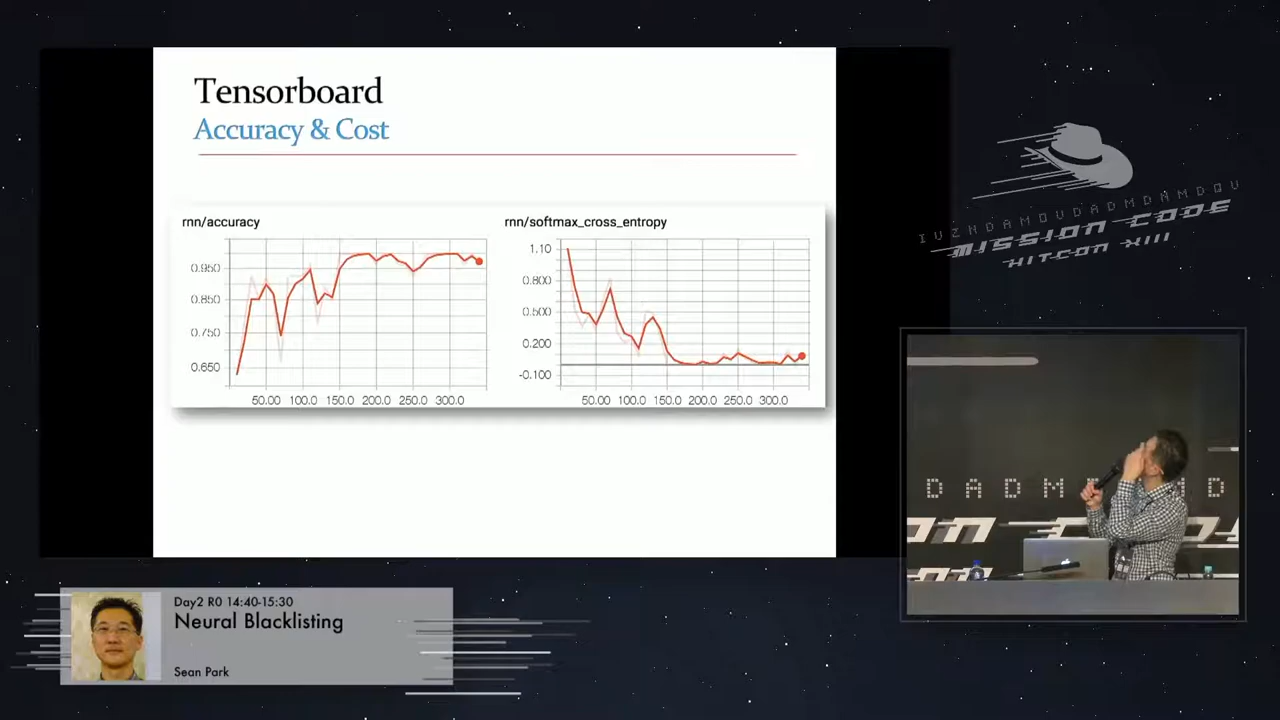 Tensorboard
Accuracy & Cost
rnn/accuracy
0.950
0.850
0.750
0.650
50.00 100.0 150.0 200.0 250.0 300.0
rnn/softmax_cross_entropy
1.10
0.800
0.500
0.200
-0.100
50.00 100.0 150.0 200.0 250.0 300.0
MISSION CODE
HITCON XIII
DADM
D
Day2 R0 14:40-15:30
Neural Blacklisting
Sean Park